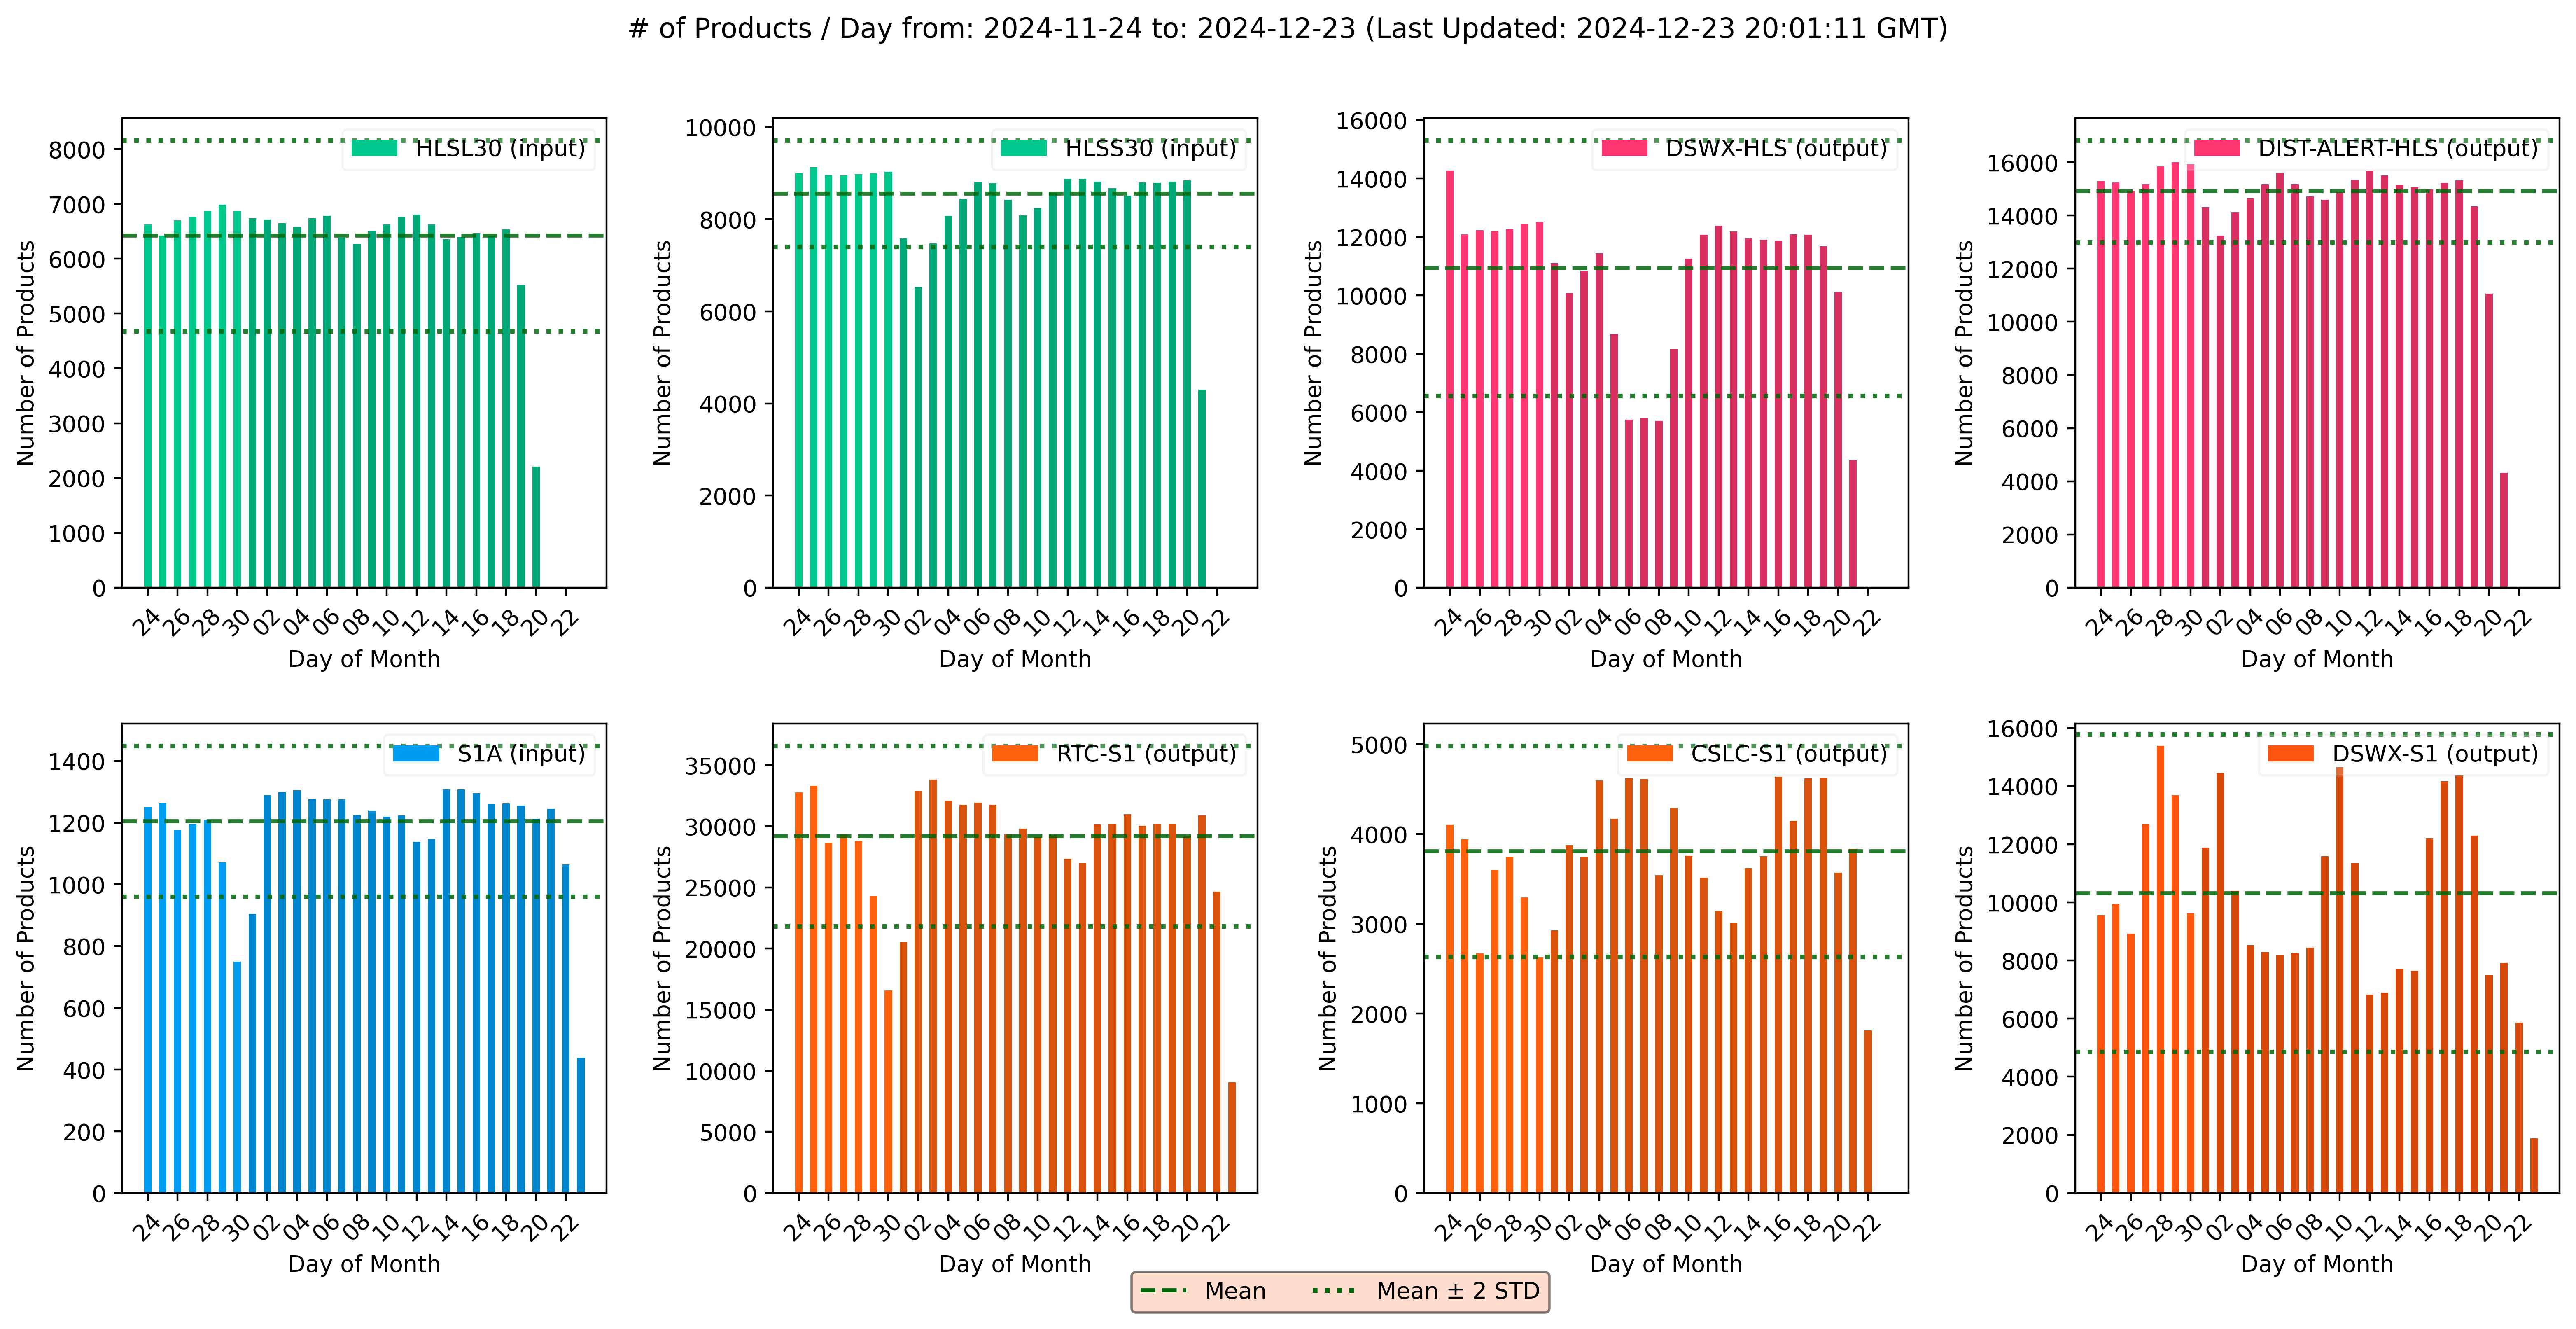 # of Products / Day from: 2024-11-24 to: 2024-12-23 (Last Updated: 2024-12-23 20:01:11 GMT)
HLSL30 (input)
Number of Products
8000
7000
6000
5000
4000
3000
2000
1000
0
24 26 28 30 02 04 06 08 10 12 14 16 18 20 22
Day of Month
HLSS30 (input)
Number of Products
10000
8000
6000
4000
2000
0
24 26 28 30 02 04 06 08 10 12 14 16 18 20 22
Day of Month
DSWX-HLS (output)
Number of Products
16000
14000
12000
10000
8000
6000
4000
2000
0
24 26 28 30 02 04 06 08 10 12 14 16 18 20 22
Day of Month
DIST-ALERT-HLS (output)
Number of Products
16000
14000
12000
10000
8000
6000
4000
2000
0
24 26 28 30 02 04 06 08 10 12 14 16 18 20 22
Day of Month
S1A (input)
Number of Products
1400
1200
1000
800
600
400
200
0
24 26 28 30 02 04 06 08 10 12 14 16 18 20 22
Day of Month
RTC-S1 (output)
Number of Products
35000
30000
25000
20000
15000
10000
5000
0
24 26 28 30 02 04 06 08 10 12 14 16 18 20 22
Day of Month
CSLC-S1 (output)
Number of Products
5000
4000
3000
2000
1000
0
24 26 28 30 02 04 06 08 10 12 14 16 18 20 22
Day of Month
DSWX-S1 (output)
Number of Products
16000
14000
12000
10000
8000
6000
4000
2000
0
24 26 28 30 02 04 06 08 10 12 14 16 18 20 22
Day of Month
Mean
Mean ± 2 STD